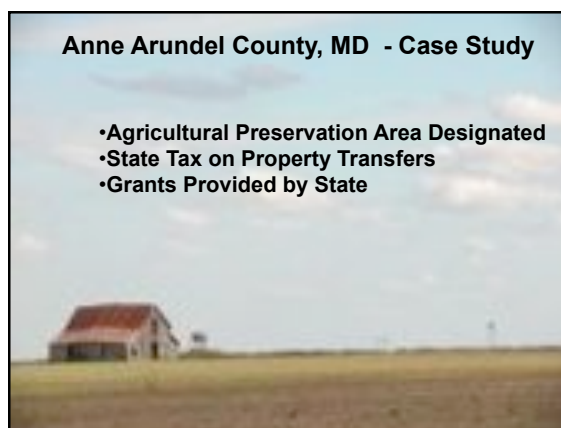 Anne Arundel County, MD - Case Study
•Agricultural Preservation Area Designated
•State Tax on Property Transfers
•Grants Provided by State